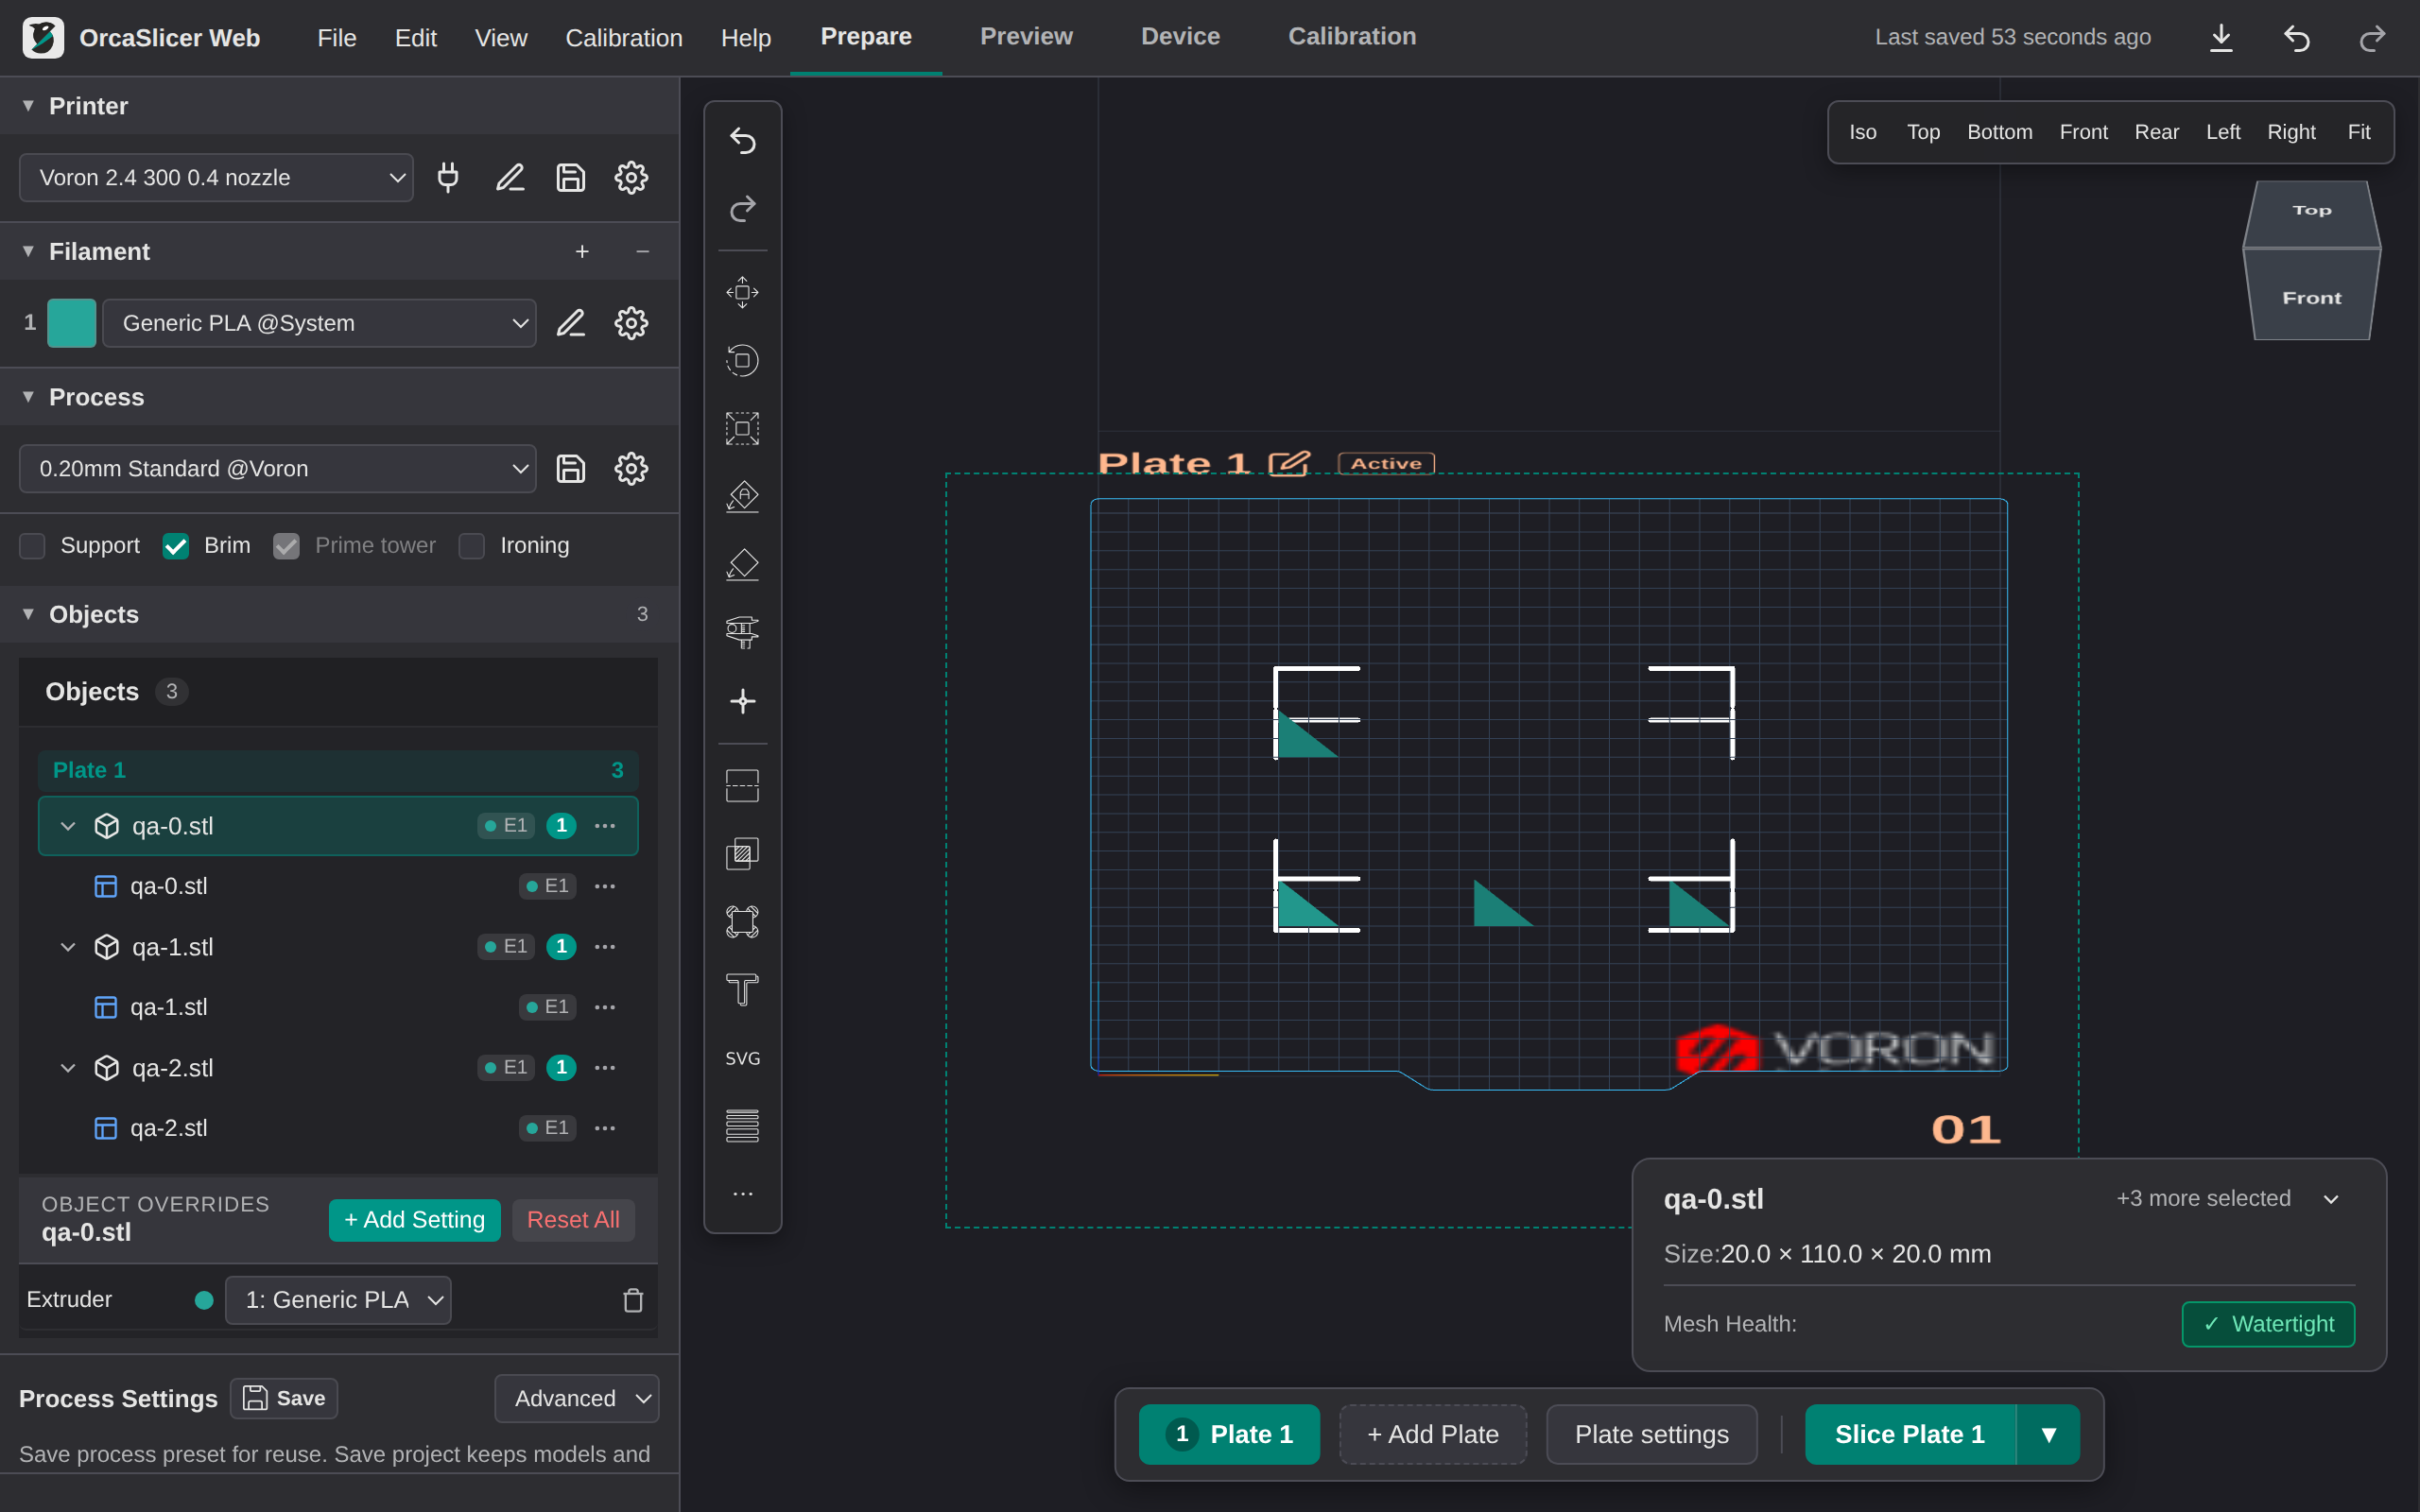 OrcaSlicer Web File Edit View Calibration Help Prepare Preview Device Calibration Last saved 53 seconds ago
Printer
Voron 2.4 300 0.4 nozzle
Filament + −
1 Generic PLA @System
Process
0.20mm Standard @Voron
Support Brim Prime tower Ironing
Objects 3
Objects 3
Plate 1 3
qa-0.stl E1 1 ...
qa-0.stl E1 ...
qa-1.stl E1 1 ...
qa-1.stl E1 ...
qa-2.stl E1 1 ...
qa-2.stl E1 ...
OBJECT OVERRIDES
qa-0.stl
+ Add Setting Reset All
Extruder 1: Generic PLA
Process Settings Save Advanced
Save process preset for reuse. Save project keeps models and
SVG
...
Iso Top Bottom Front Rear Left Right Fit
Top
Front
Plate 1 Active
VORON
01
qa-0.stl +3 more selected
Size:20.0 × 110.0 × 20.0 mm
Mesh Health: ✓ Watertight
1 Plate 1 + Add Plate Plate settings Slice Plate 1 ▼